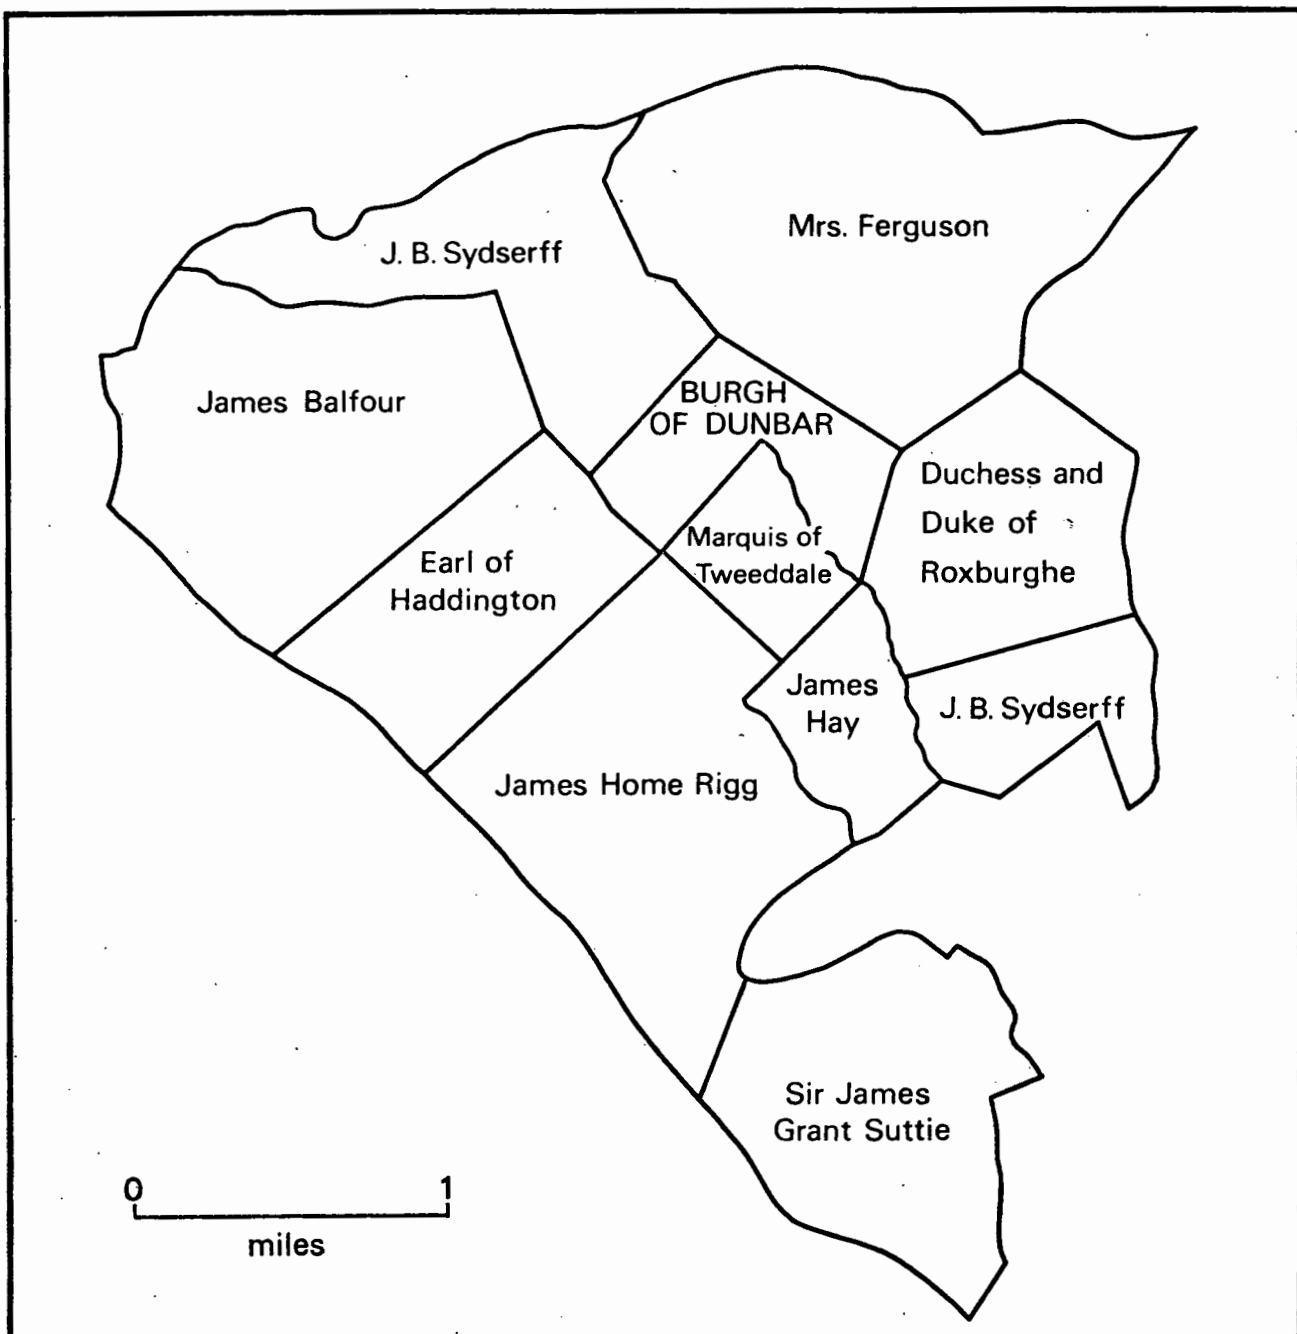 Mrs. Ferguson
J. B. Sydserff
James Balfour
BURGH
OF DUNBAR
Duchess and
Duke of
Roxburghe
Marquis of
Tweeddale
Earl of
Haddington
James
Hay
J. B. Sydserff
James Home Rigg
Sir James
Grant Suttie
0 1
miles